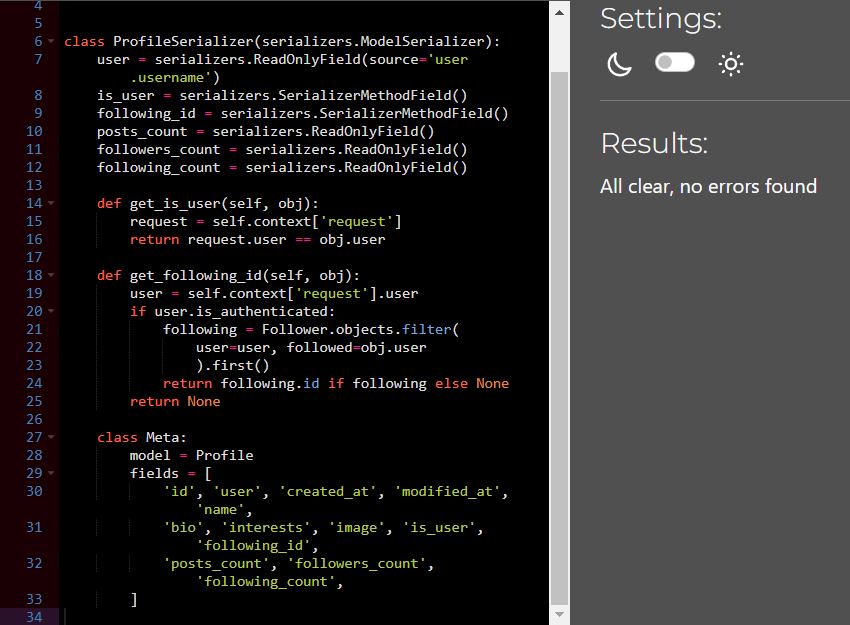 4
5
6 class ProfileSerializer(serializers.ModelSerializer):
7     user = serializers.ReadOnlyField(source='user
        .username')
8     is_user = serializers.SerializerMethodField()
9     following_id = serializers.SerializerMethodField()
10     posts_count = serializers.ReadOnlyField()
11     followers_count = serializers.ReadOnlyField()
12     following_count = serializers.ReadOnlyField()
13
14     def get_is_user(self, obj):
15         request = self.context['request']
16         return request.user == obj.user
17
18     def get_following_id(self, obj):
19         user = self.context['request'].user
20         if user.is_authenticated:
21             following = Follower.objects.filter(
22                 user=user, followed=obj.user
23                 ).first()
24             return following.id if following else None
25         return None
26
27     class Meta:
28         model = Profile
29         fields = [
30             'id', 'user', 'created_at', 'modified_at',
                'name',
31             'bio', 'interests', 'image', 'is_user',
                'following_id',
32             'posts_count', 'followers_count',
                'following_count',
33         ]
34
Settings:
Results:
All clear, no errors found